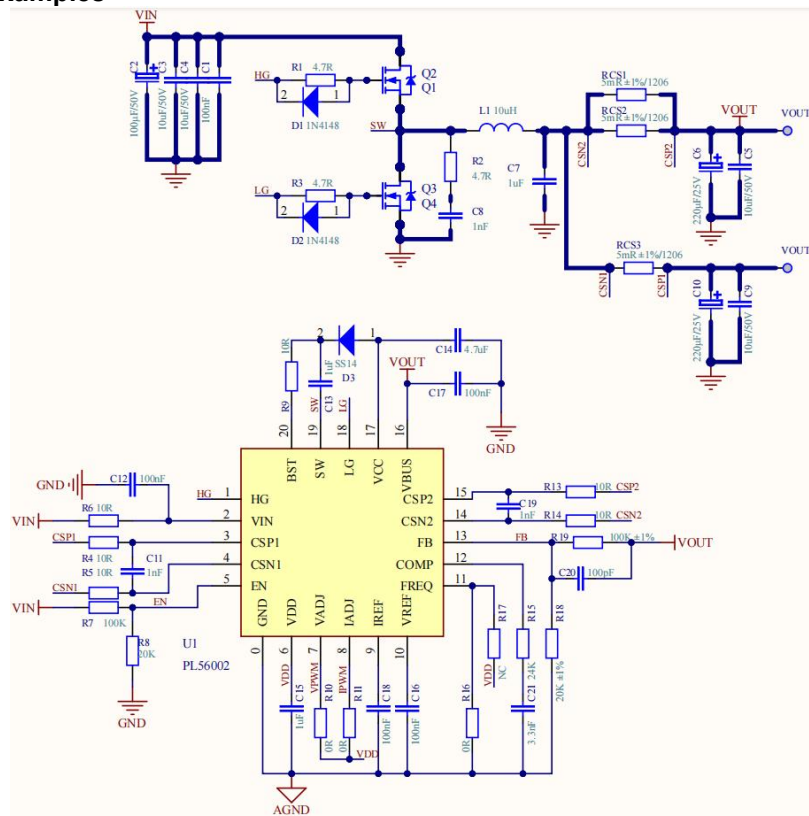 VIN
C2
100μF/50V
C3
10uF/50V
C4
10uF/50V
C1
100nF
HG
R1
4.7R
2
1
D1 1N4148
Q2
Q1
SW
LG
R3
4.7R
2
1
D2 1N4148
Q3
Q4
R2
4.7R
C8
1nF
L1 10uH
C7
1uF
RCS1
5mR±1%/1206
RCS2
5mR±1%/1206
CSN2
CSP2
VOUT
VOUT
C6
220μF/25V
C5
10uF/50V
RCS3
5mR±1%/1206
CSN1
CSP1
VOUT
C10
220μF/25V
C9
10uF/50V
10R
R9
2
1
SS14
D3
1uF
C13
SW
LG
C14
4.7uF
VOUT
C17
100nF
GND
20
19
18
17
16
BST
SW
LG
VCC
VBUS
GND
C12
100nF
HG
1
HG
VIN
R6 10R
2
VIN
CSP1
R4 10R
3
CSP1
R5 10R
C11
1nF
4
CSN1
CSN1
VIN
R7
100K
EN
5
EN
R8
20K
GND
U1
PL56002
CSP2
15
CSN2
14
FB
13
COMP
12
FREQ
11
GND
VDD
VADJ
IADJ
IREF
VREF
0
6
7
8
9
10
R13
10R
CSP2
C19
1nF
R14
10R
CSN2
FB
R19
100K±1%
VOUT
C20
100pF
R17
NC
VDD
R15
24K
C21
3.3nF
R18
20K±1%
R16
0R
VDD
C15
1uF
VPWM
R10
0R
IPWM
R11
0R
VDD
C18
100nF
C16
100nF
AGND